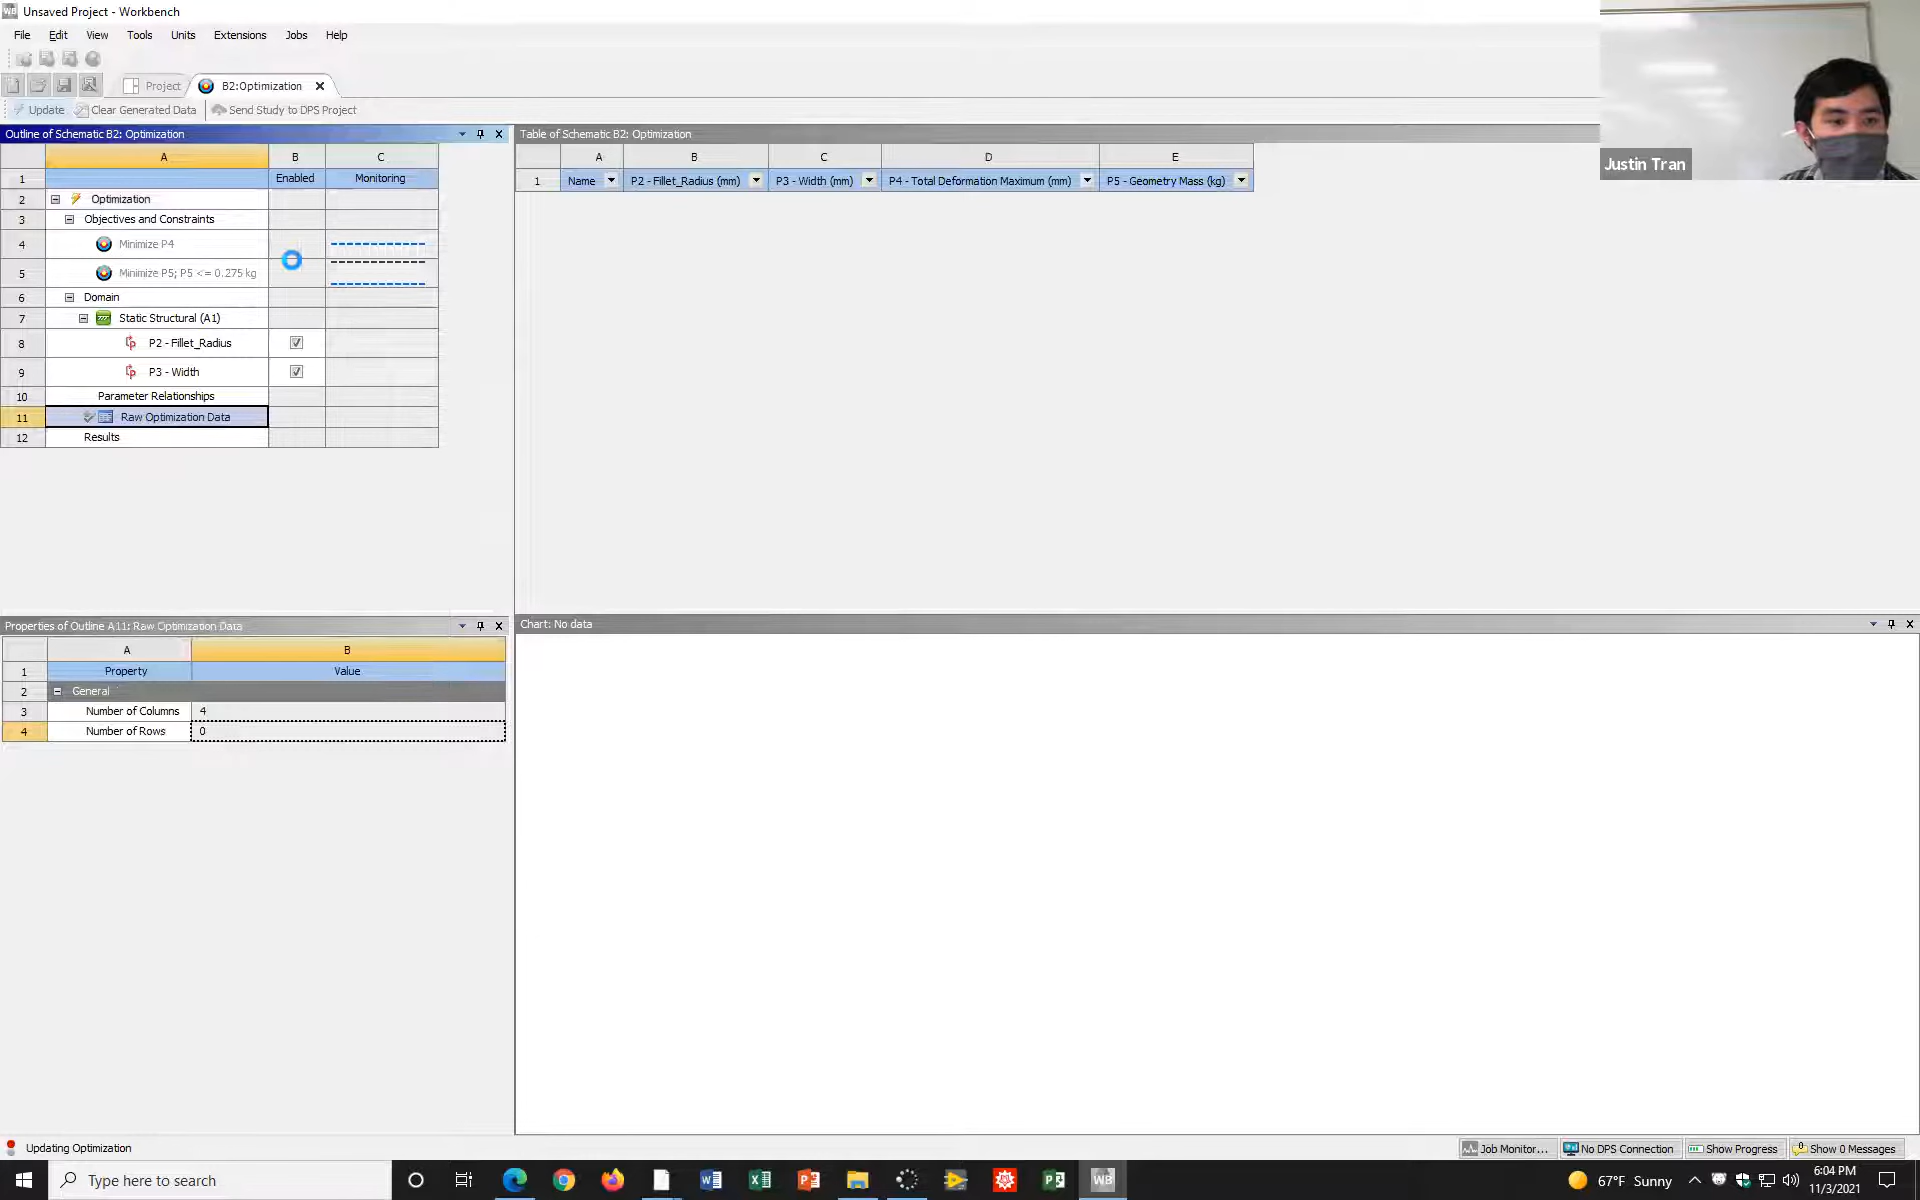 Unsaved Project - Workbench
File Edit View Tools Units Extensions Jobs Help
Project B2:Optimization
Update Clear Generated Data Send Study to DPS Project
Outline of Schematic B2: Optimization
A B C
1 Enabled Monitoring
2 Optimization
3 Objectives and Constraints
4 Minimize P4
5 Minimize P5; P5 <= 0.275 kg
6 Domain
7 Static Structural (A1)
8 P2 - Fillet_Radius
9 P3 - Width
10 Parameter Relationships
11 Raw Optimization Data
12 Results
Table of Schematic B2: Optimization
A B C D E
1 Name P2 - Fillet_Radius (mm) P3 - Width (mm) P4 - Total Deformation Maximum (mm) P5 - Geometry Mass (kg)
Justin Tran
Properties of Outline A11: Raw Optimization Data
A B
1 Property Value
2 General
3 Number of Columns 4
4 Number of Rows 0
Chart: No data
Updating Optimization
Job Monitor... No DPS Connection Show Progress Show 0 Messages
Type here to search
WB
67°F Sunny
6:04 PM
11/3/2021